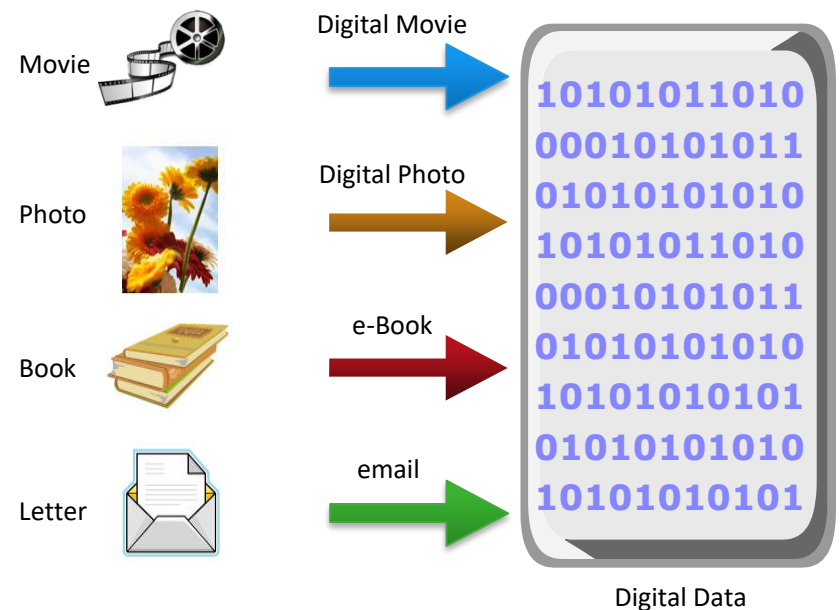 Digital Movie
Movie
Digital Photo
Photo
e-Book
Book
email
Letter
10101011010
00010101011
01010101010
10101011010
00010101011
01010101010
10101010101
01010101010
10101010101
Digital Data